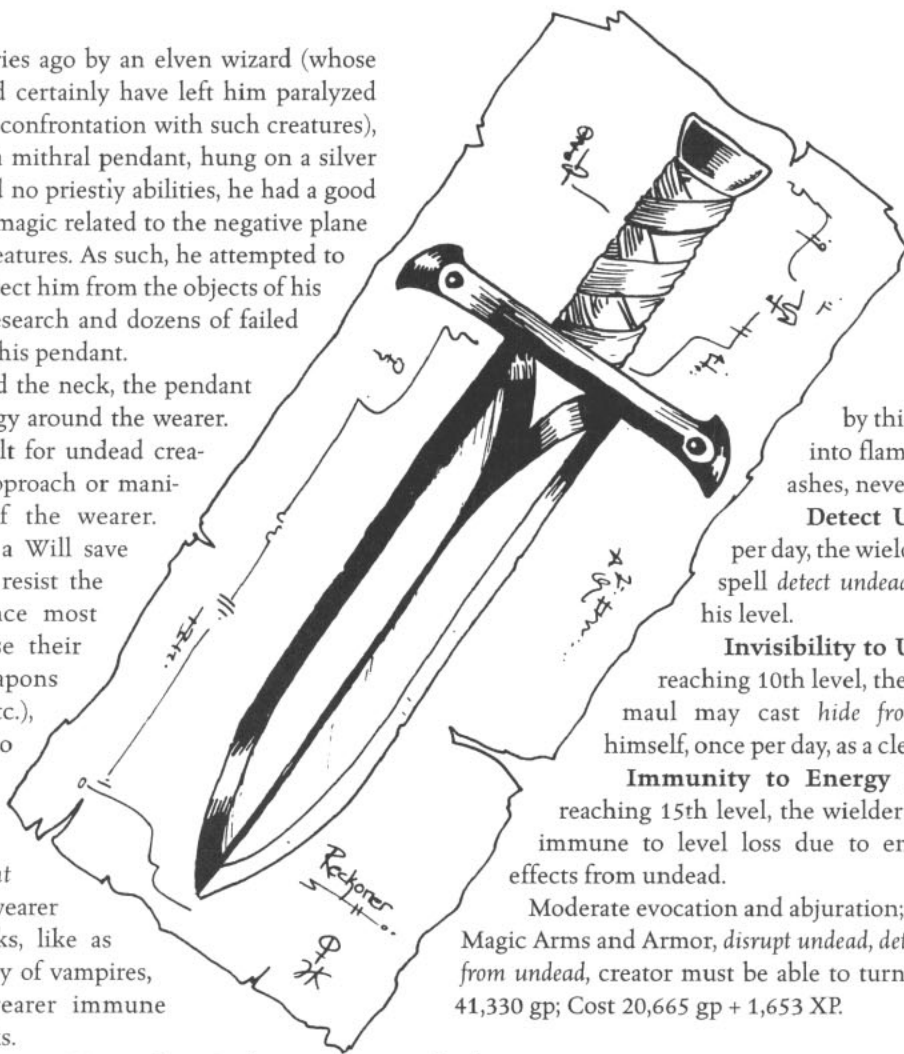 ries ago by an elven wizard (whose
d certainly have left him paralyzed
confrontation with such creatures),
mithral pendant, hung on a silver
d no priestly abilities, he had a good
magic related to the negative plane
eatures. As such, he attempted to
ect him from the objects of his
esearch and dozens of failed
his pendant.
d the neck, the pendant
gy around the wearer.
lt for undead crea-
pproach or mani-
f the wearer.
a Will save
resist the
nce most
se their
apons
tc.),
o
t
wearer
ks, like as
y of vampires,
earer immune
ks.
Reckoner
by thi
into flam
ashes, neve
Detect U
per day, the wield
spell detect undead
his level.
Invisibility to U
reaching 10th level, the
maul may cast hide fro
himself, once per day, as a cle
Immunity to Energy
reaching 15th level, the wielder
immune to level loss due to en
effects from undead.
Moderate evocation and abjuration;
Magic Arms and Armor, disrupt undead, det
from undead, creator must be able to turn
41,330 gp; Cost 20,665 gp + 1,653 XP.